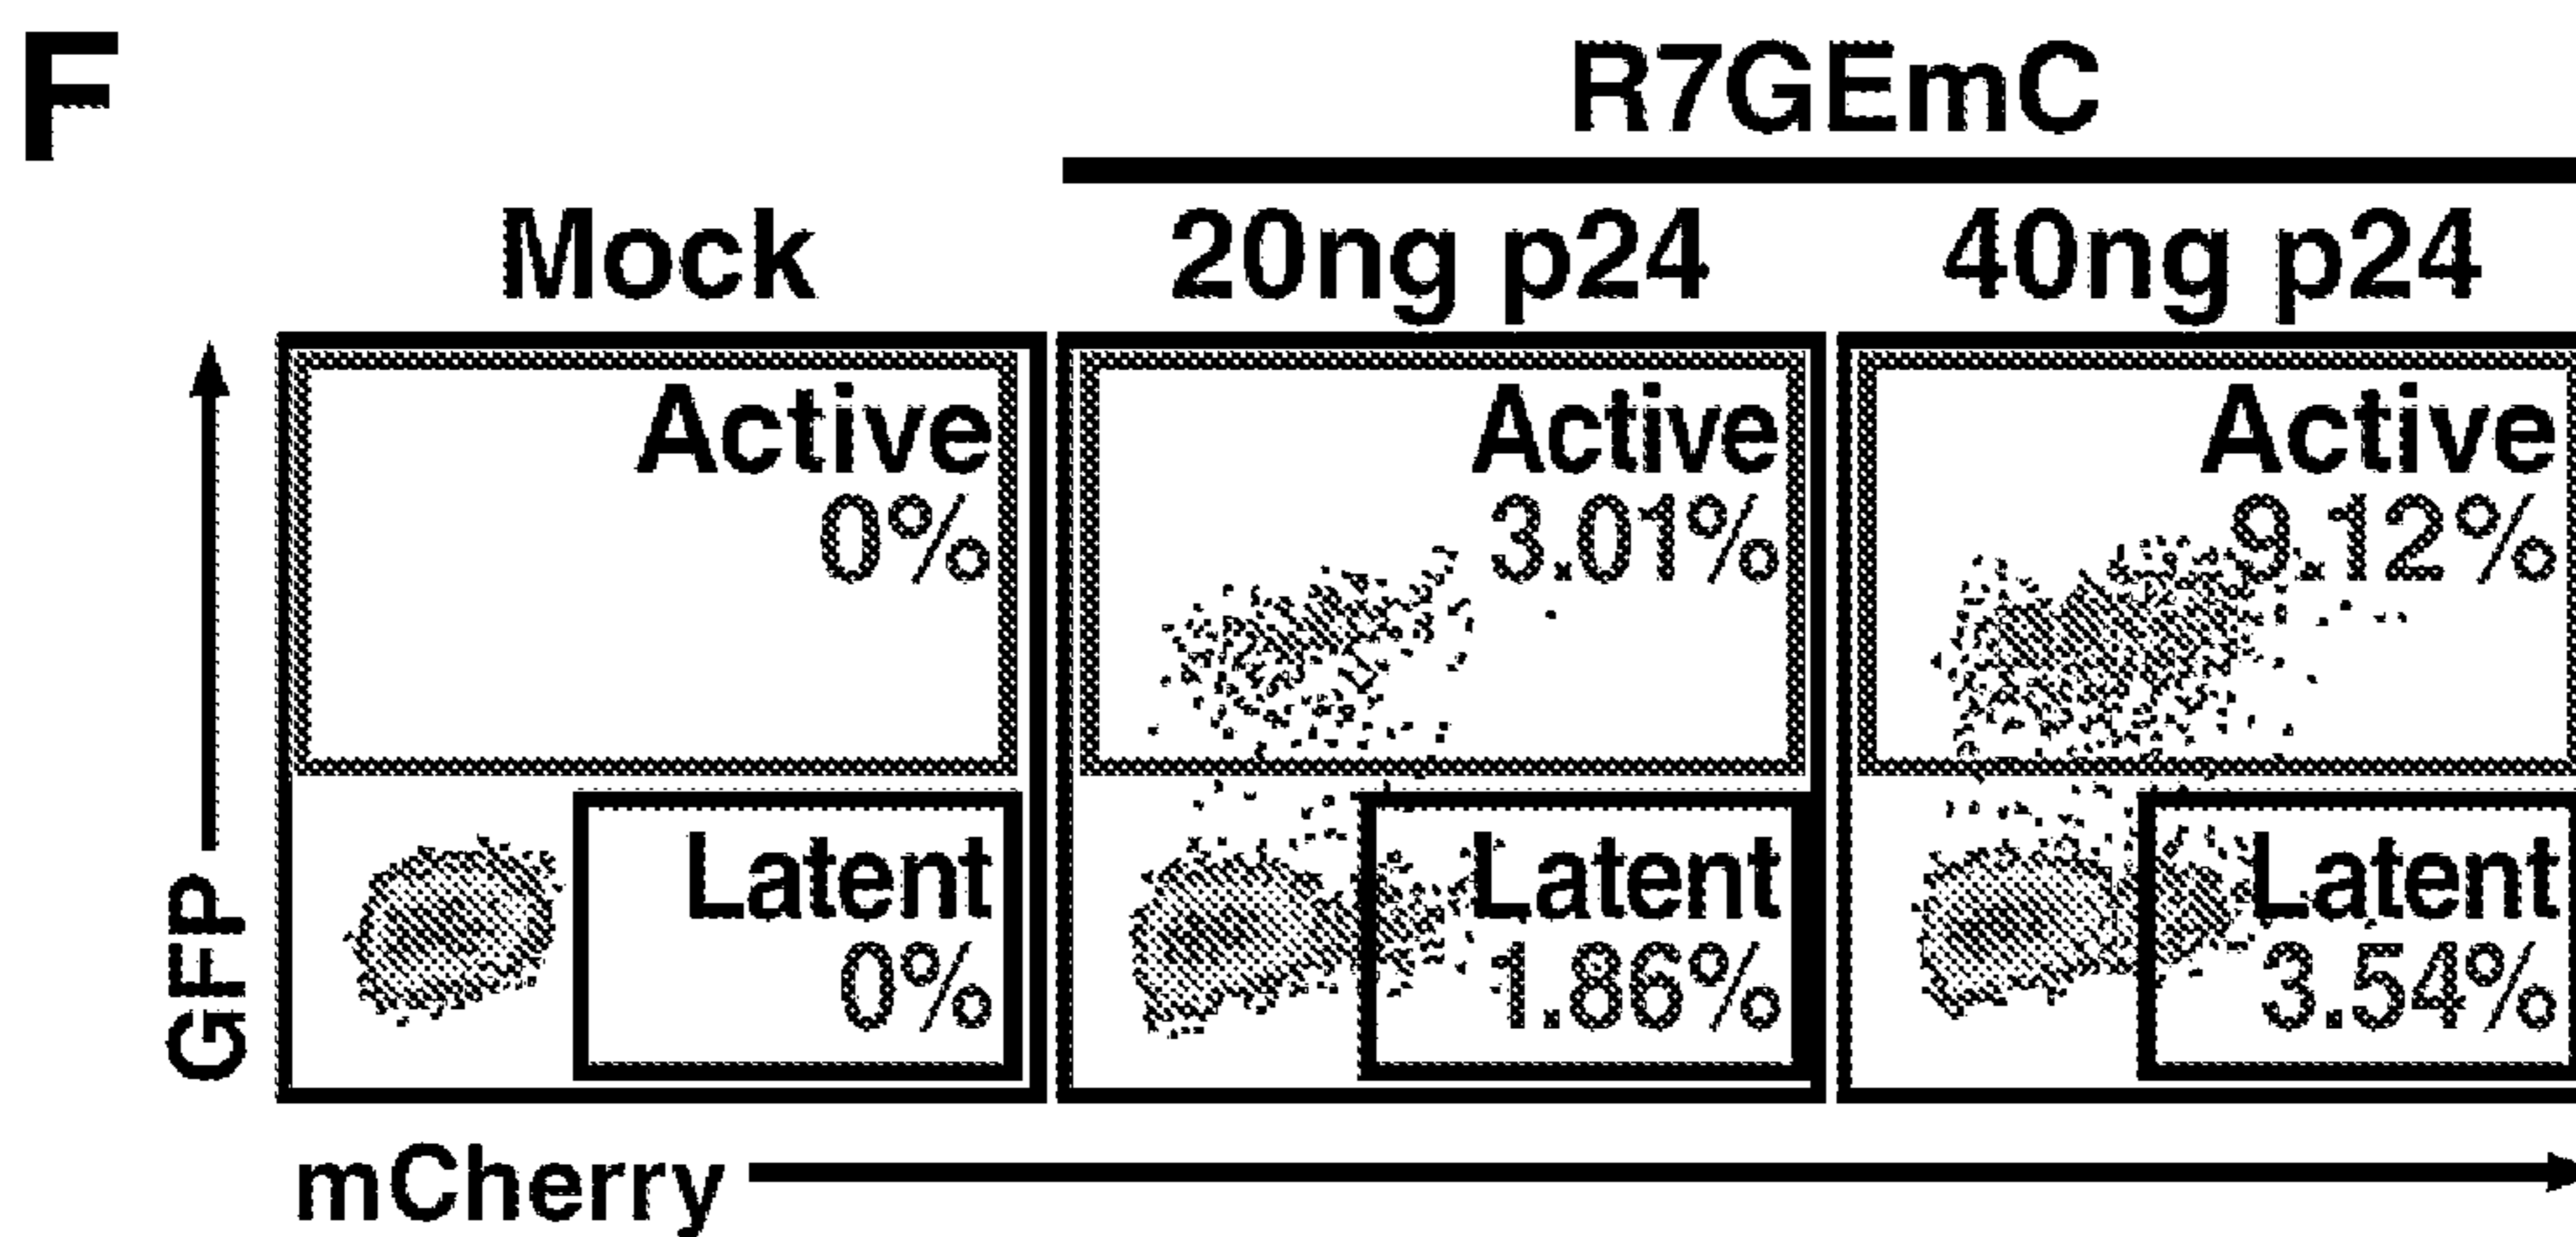 F
R7GEmC
Mock 20ng p24 40ng p24
Active Active Active
0% 3.01% 9.12%
Latent Latent Latent
0% 1.86% 3.54%
GFP
mCherry